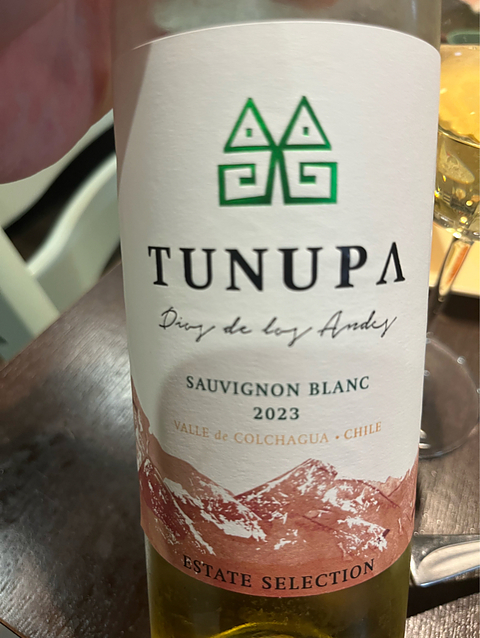 TUNUPA
Dios de los Andes
SAUVIGNON BLANC
2023
VALLE de COLCHAGUA • CHILE
ESTATE SELECTION